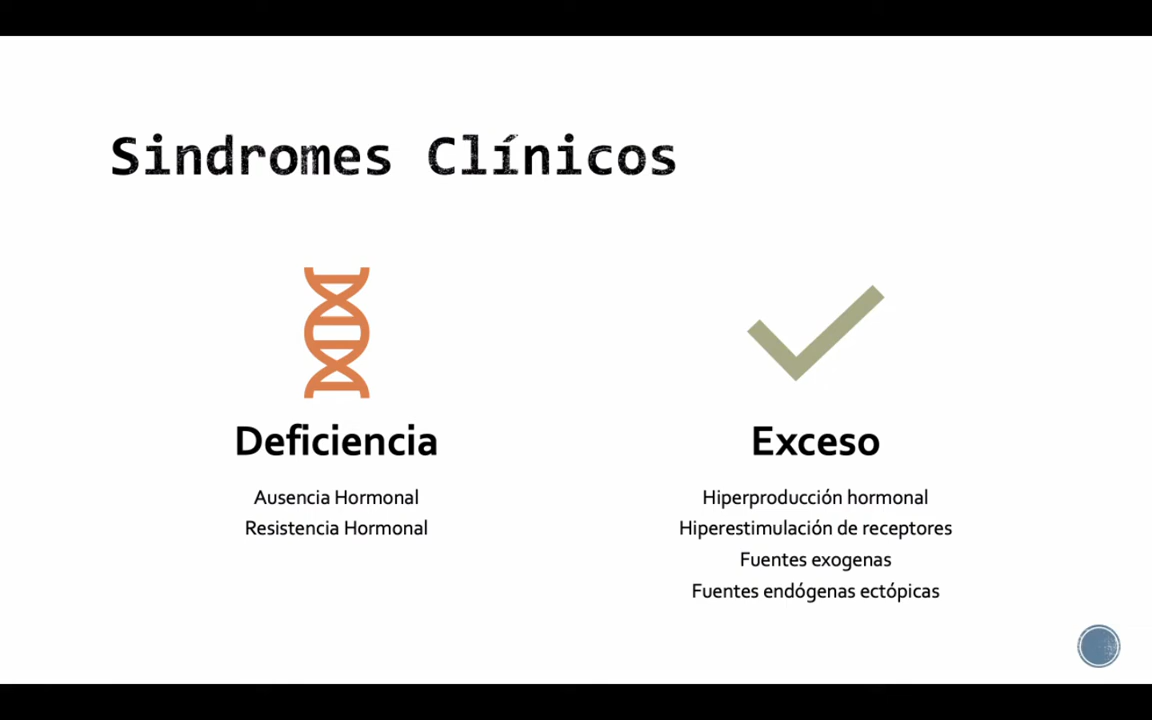 Sindromes Clínicos
Deficiencia
Ausencia Hormonal
Resistencia Hormonal
Exceso
Hiperproducción hormonal
Hiperestimulación de receptores
Fuentes exogenas
Fuentes endógenas ectópicas